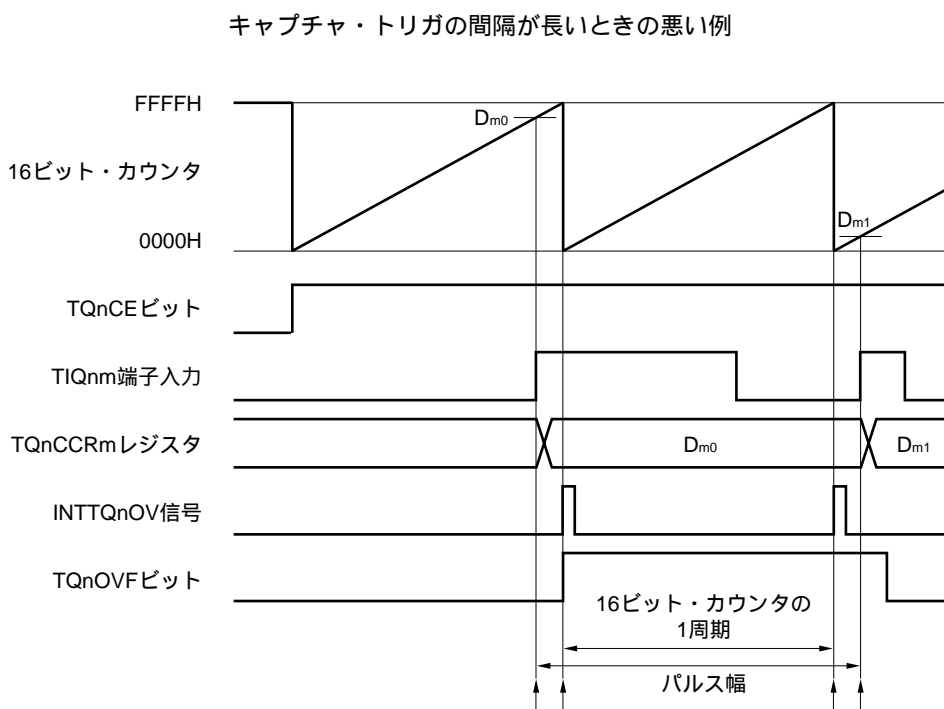 キャプチャ・トリガの間隔が長いときの悪い例
FFFFH
Dm0
16ビット・カウンタ
Dm1
0000H
TQnCEビット
TIQnm端子入力
TQnCCRmレジスタ
Dm0
Dm1
INTTQnOV信号
TQnOVFビット
16ビット・カウンタの
1周期
パルス幅